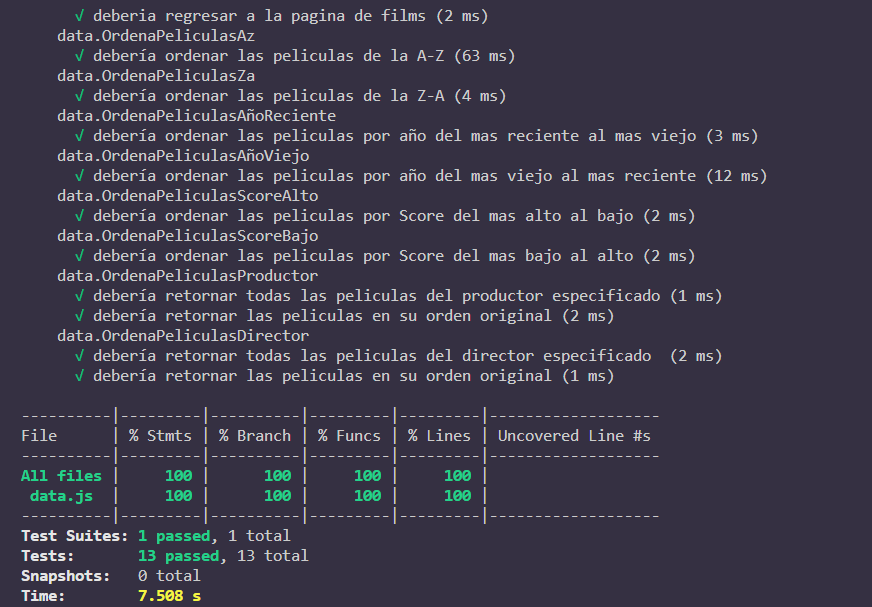 √ deberia regresar a la pagina de films (2 ms)
data.OrdenaPeliculasAz
√ debería ordenar las peliculas de la A-Z (63 ms)
data.OrdenaPeliculasZa
√ debería ordenar las peliculas de la Z-A (4 ms)
data.OrdenaPeliculasAñoReciente
√ debería ordenar las peliculas por año del mas reciente al mas viejo (3 ms)
data.OrdenaPeliculasAñoViejo
√ debería ordenar las peliculas por año del mas viejo al mas reciente (12 ms)
data.OrdenaPeliculasScoreAlto
√ debería ordenar las peliculas por Score del mas alto al bajo (2 ms)
data.OrdenaPeliculasScoreBajo
√ debería ordenar las peliculas por Score del mas bajo al alto (2 ms)
data.OrdenaPeliculasProductor
√ debería retornar todas las peliculas del productor especificado (1 ms)
√ debería retornar las peliculas en su orden original (2 ms)
data.OrdenaPeliculasDirector
√ debería retornar todas las peliculas del director especificado  (2 ms)
√ debería retornar las peliculas en su orden original (1 ms)
----------|---------|----------|---------|---------|-------------------
File      | % Stmts | % Branch | % Funcs | % Lines | Uncovered Line #s
----------|---------|----------|---------|---------|-------------------
All files |     100 |      100 |     100 |     100 |
 data.js  |     100 |      100 |     100 |     100 |
----------|---------|----------|---------|---------|-------------------
Test Suites: 1 passed, 1 total
Tests:       13 passed, 13 total
Snapshots:   0 total
Time:        7.508 s